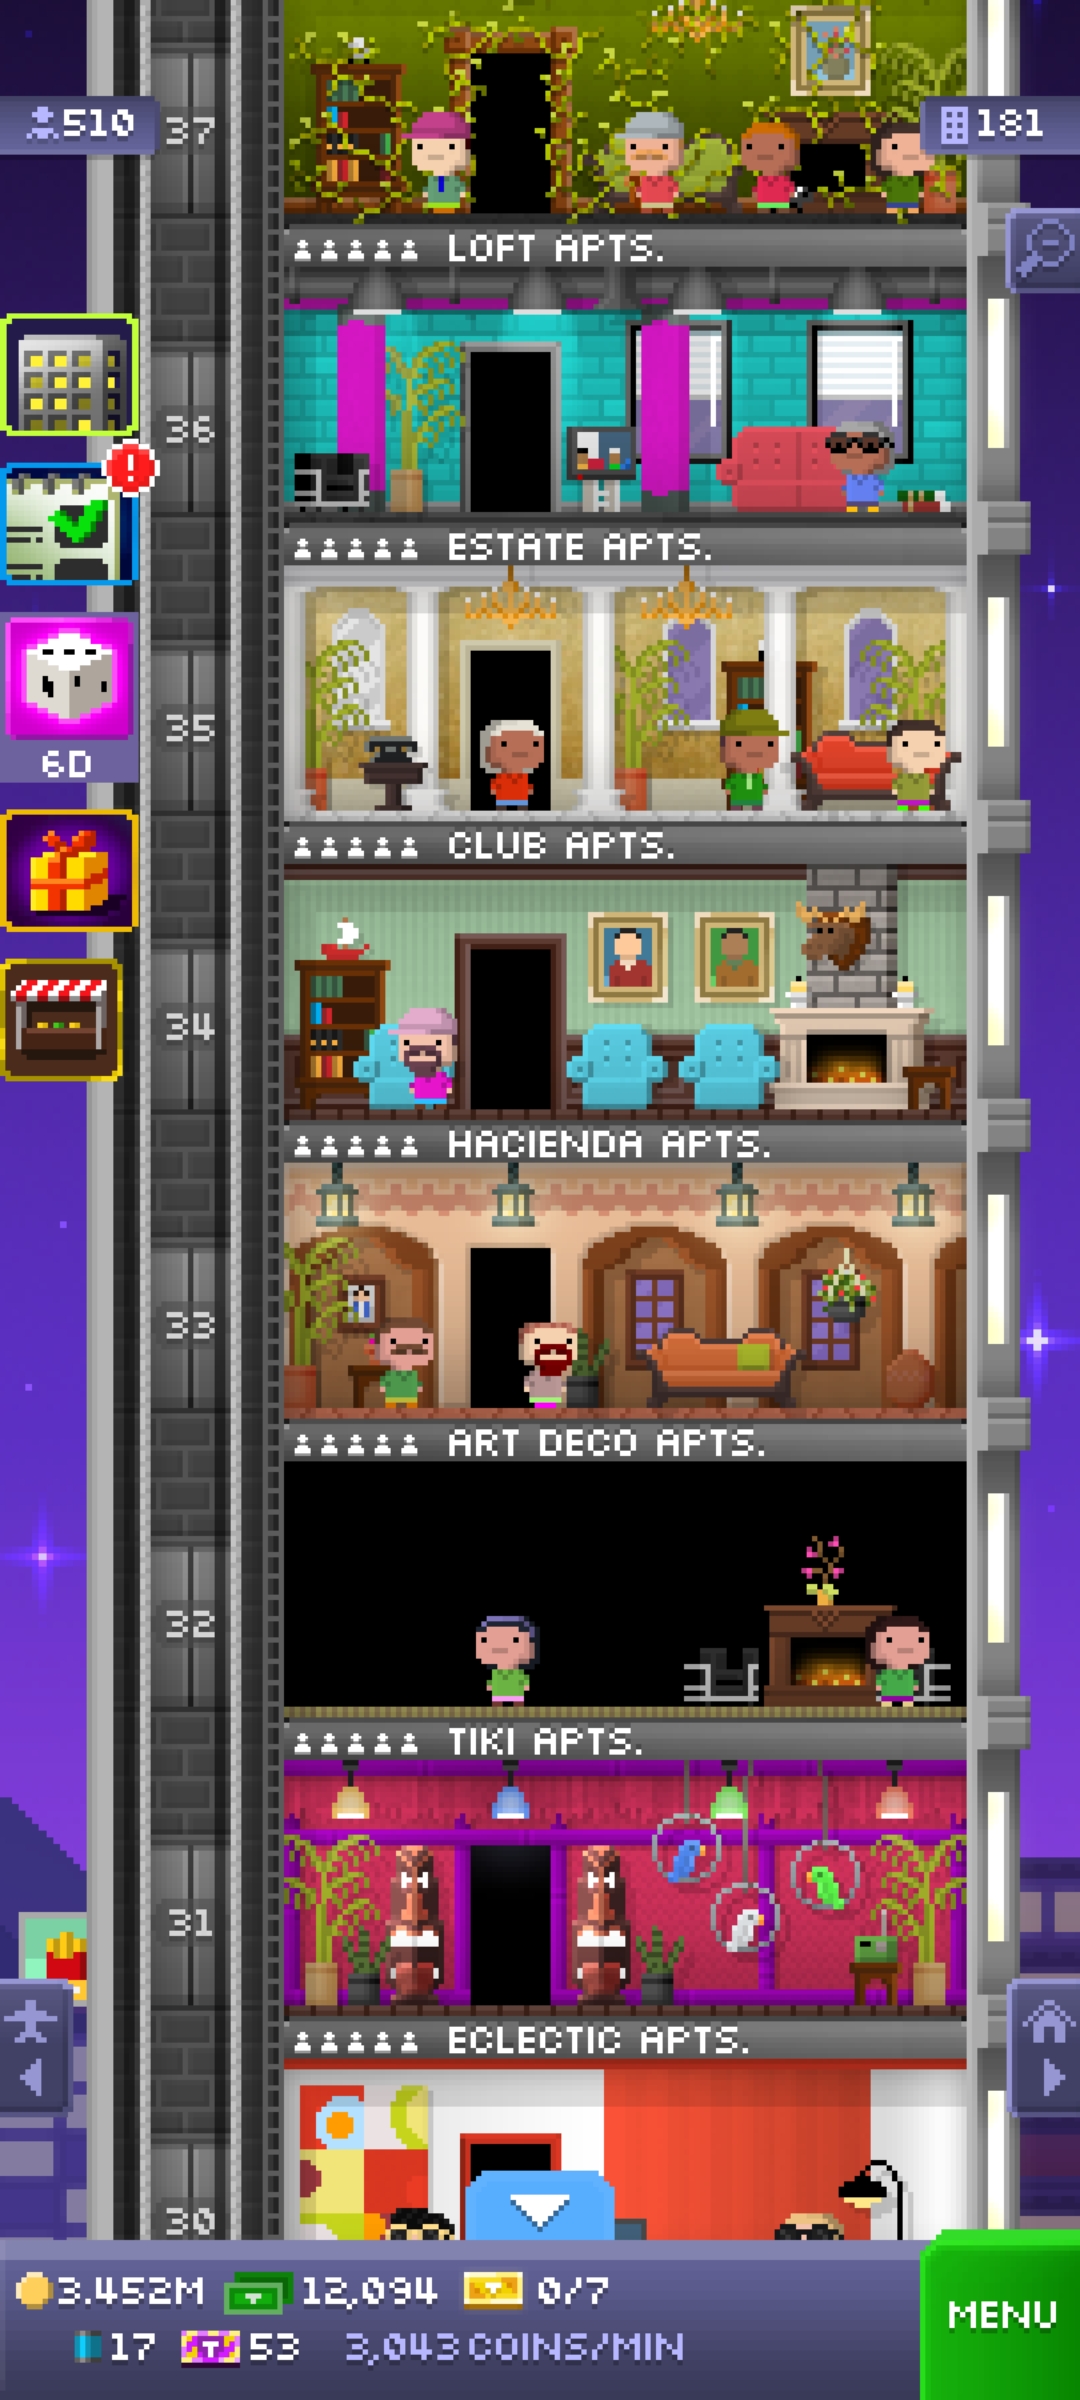 510
37
181
LOFT APTS.
36
ESTATE APTS.
35
6D
CLUB APTS.
34
HACIENDA APTS.
33
ART DECO APTS.
32
TIKI APTS.
31
ECLECTIC APTS.
30
3.452M 12,094 0/7
MENU
17 T 53 3,043 COINS/MIN